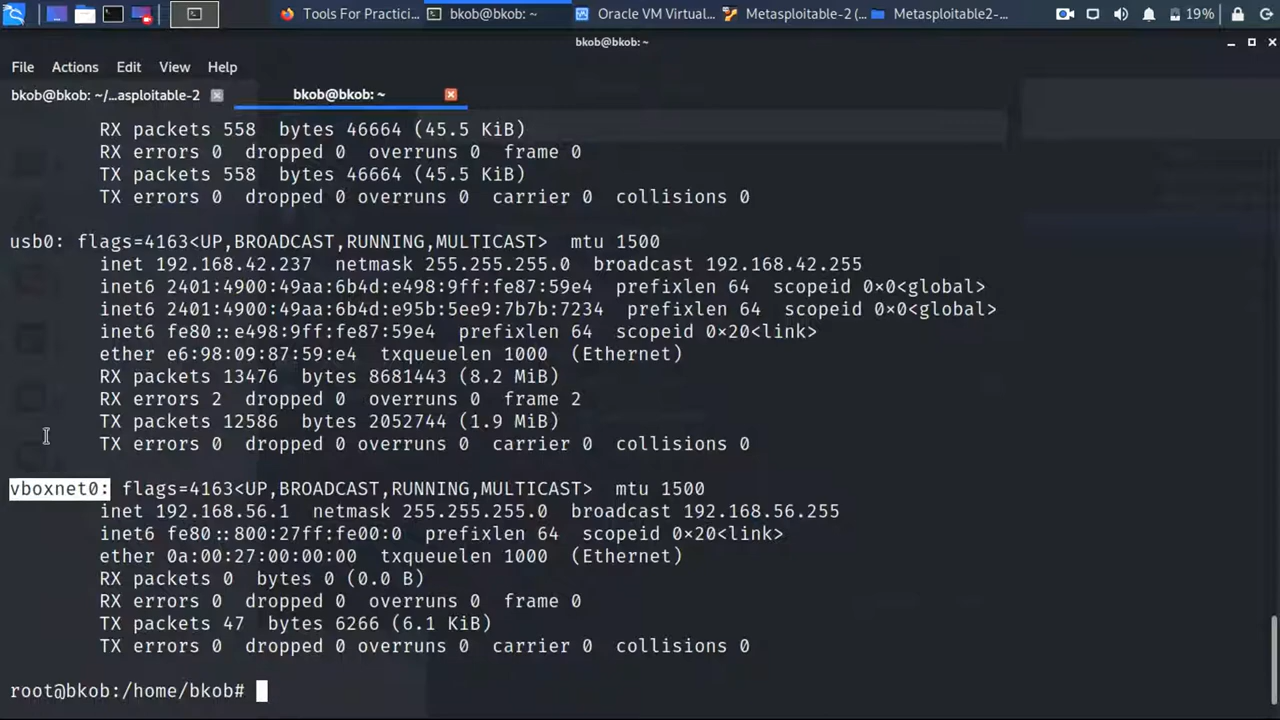 Tools For Practici...
bkob@bkob: ~
Oracle VM Virtual...
Metasploitable-2 (...
Metasploitable2-...
19%
bkob@bkob: ~
File Actions Edit View Help
bkob@bkob: ~/...asploitable-2
bkob@bkob: ~
RX packets 558 bytes 46664 (45.5 KiB)
RX errors 0 dropped 0 overruns 0 frame 0
TX packets 558 bytes 46664 (45.5 KiB)
TX errors 0 dropped 0 overruns 0 carrier 0 collisions 0
usb0: flags=4163<UP,BROADCAST,RUNNING,MULTICAST> mtu 1500
inet 192.168.42.237 netmask 255.255.255.0 broadcast 192.168.42.255
inet6 2401:4900:49aa:6b4d:e498:9ff:fe87:59e4 prefixlen 64 scopeid 0×0<global>
inet6 2401:4900:49aa:6b4d:e95b:5ee9:7b7b:7234 prefixlen 64 scopeid 0×0<global>
inet6 fe80::e498:9ff:fe87:59e4 prefixlen 64 scopeid 0×20<link>
ether e6:98:09:87:59:e4 txqueuelen 1000 (Ethernet)
RX packets 13476 bytes 8681443 (8.2 MiB)
RX errors 2 dropped 0 overruns 0 frame 2
TX packets 12586 bytes 2052744 (1.9 MiB)
TX errors 0 dropped 0 overruns 0 carrier 0 collisions 0
vboxnet0: flags=4163<UP,BROADCAST,RUNNING,MULTICAST> mtu 1500
inet 192.168.56.1 netmask 255.255.255.0 broadcast 192.168.56.255
inet6 fe80::800:27ff:fe00:0 prefixlen 64 scopeid 0×20<link>
ether 0a:00:27:00:00:00 txqueuelen 1000 (Ethernet)
RX packets 0 bytes 0 (0.0 B)
RX errors 0 dropped 0 overruns 0 frame 0
TX packets 47 bytes 6266 (6.1 KiB)
TX errors 0 dropped 0 overruns 0 carrier 0 collisions 0
root@bkob:/home/bkob#